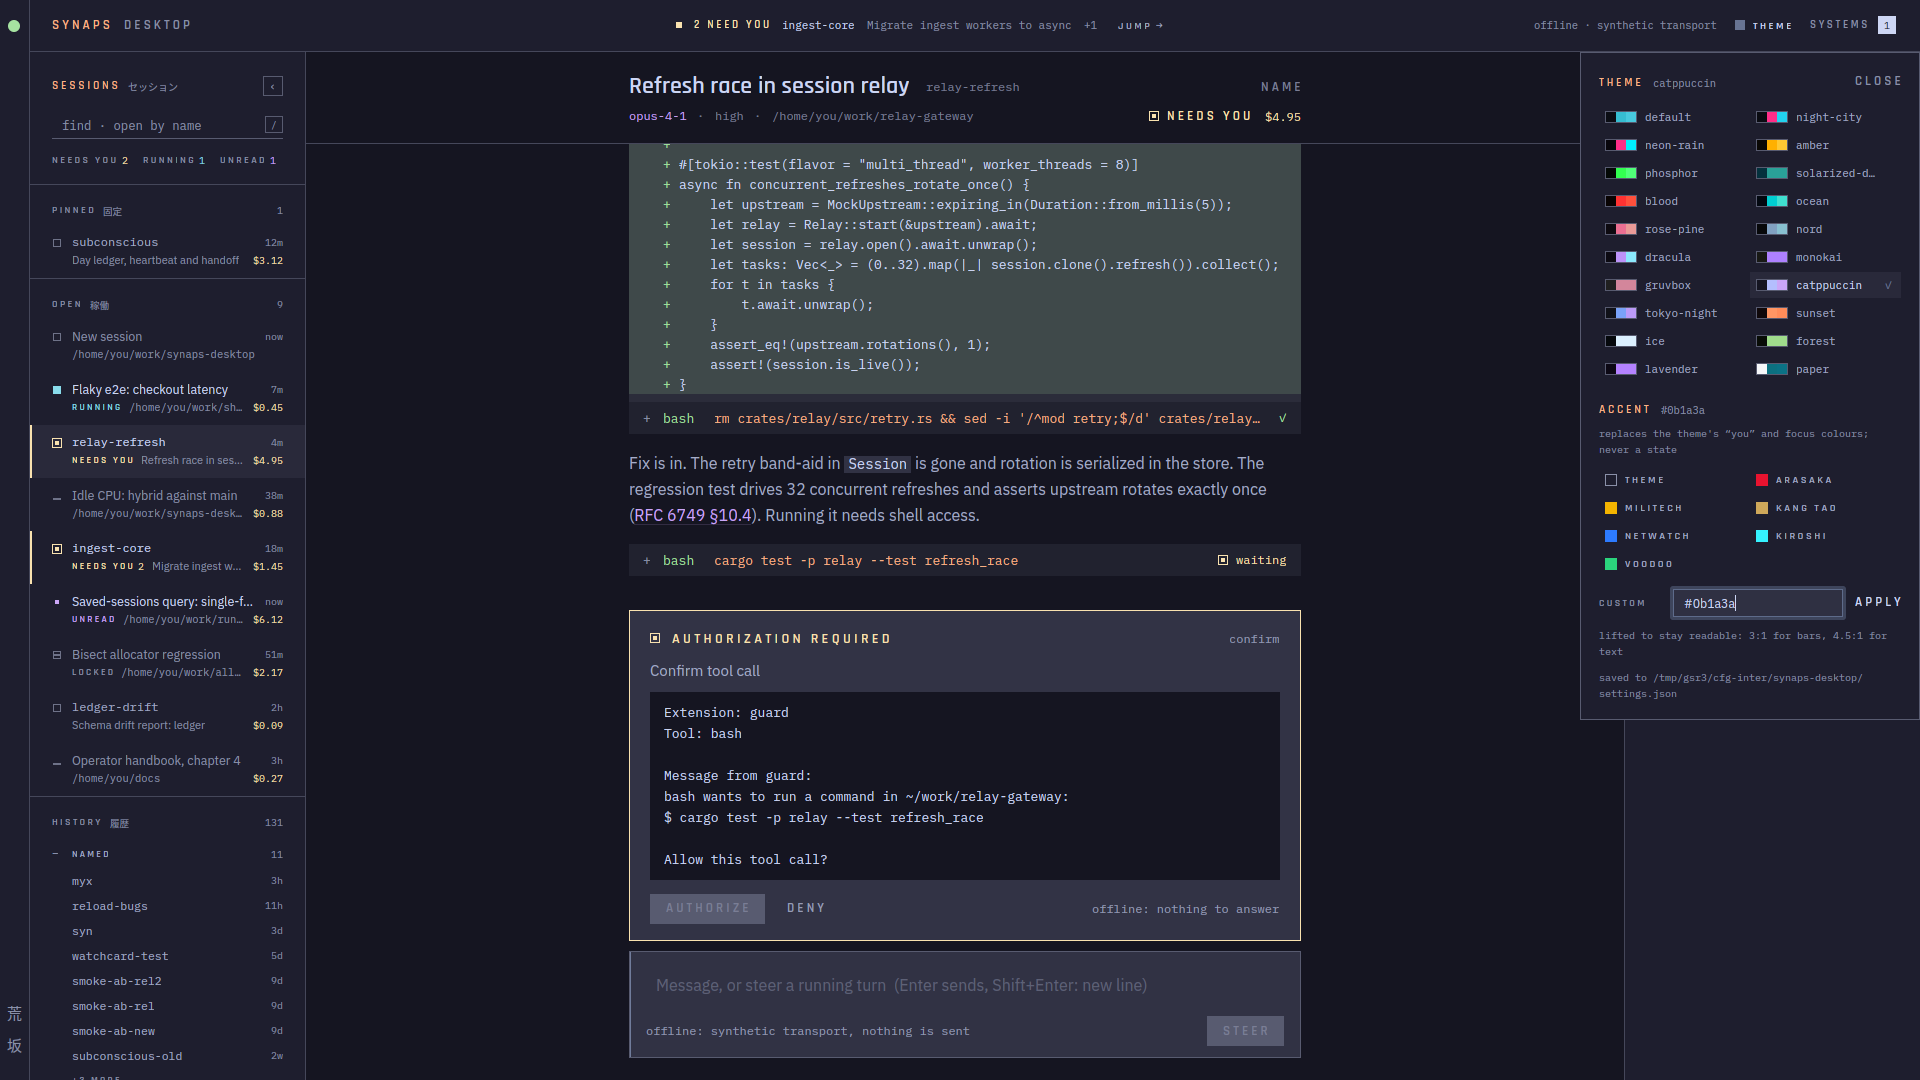 SYNAPS DESKTOP
2 NEED YOU ingest-core Migrate ingest workers to async +1 JUMP →
offline · synthetic transport THEME SYSTEMS 1
SESSIONS セッション ‹
find · open by name /
NEEDS YOU 2 RUNNING 1 UNREAD 1
PINNED 固定 1
subconscious 12m
Day ledger, heartbeat and handoff $3.12
OPEN 稼働 9
New session now
/home/you/work/synaps-desktop
Flaky e2e: checkout latency 7m
RUNNING /home/you/work/sh… $0.45
relay-refresh 4m
NEEDS YOU Refresh race in ses… $4.95
Idle CPU: hybrid against main 38m
/home/you/work/synaps-desk… $0.88
ingest-core 18m
NEEDS YOU 2 Migrate ingest w… $1.45
Saved-sessions query: single-f… now
UNREAD /home/you/work/run… $6.12
Bisect allocator regression 51m
LOCKED /home/you/work/all… $2.17
ledger-drift 2h
Schema drift report: ledger $0.09
Operator handbook, chapter 4 3h
/home/you/docs $0.27
HISTORY 履歴 131
− NAMED 11
myx 3h
reload-bugs 11h
syn 3d
watchcard-test 5d
smoke-ab-rel2 9d
smoke-ab-rel 9d
smoke-ab-new 9d
subconscious-old 2w
荒
坂
Refresh race in session relay relay-refresh NAME
opus-4-1 · high · /home/you/work/relay-gateway NEEDS YOU $4.95
+
+ #[tokio::test(flavor = "multi_thread", worker_threads = 8)]
+ async fn concurrent_refreshes_rotate_once() {
+     let upstream = MockUpstream::expiring_in(Duration::from_millis(5));
+     let relay = Relay::start(&upstream).await;
+     let session = relay.open().await.unwrap();
+     let tasks: Vec<_> = (0..32).map(|_| session.clone().refresh()).collect();
+     for t in tasks {
+         t.await.unwrap();
+     }
+     assert_eq!(upstream.rotations(), 1);
+     assert!(session.is_live());
+ }
+ bash rm crates/relay/src/retry.rs && sed -i '/^mod retry;$/d' crates/relay… √
Fix is in. The retry band-aid in Session is gone and rotation is serialized in the store. The
regression test drives 32 concurrent refreshes and asserts upstream rotates exactly once
(RFC 6749 §10.4). Running it needs shell access.
+ bash cargo test -p relay --test refresh_race waiting
AUTHORIZATION REQUIRED confirm
Confirm tool call
Extension: guard
Tool: bash
Message from guard:
bash wants to run a command in ~/work/relay-gateway:
$ cargo test -p relay --test refresh_race
Allow this tool call?
AUTHORIZE DENY offline: nothing to answer
Message, or steer a running turn (Enter sends, Shift+Enter: new line)
offline: synthetic transport, nothing is sent STEER
THEME catppuccin CLOSE
default night-city
neon-rain amber
phosphor solarized-d…
blood ocean
rose-pine nord
dracula monokai
gruvbox catppuccin √
tokyo-night sunset
ice forest
lavender paper
ACCENT #0b1a3a
replaces the theme's “you” and focus colours;
never a state
THEME ARASAKA
MILITECH KANG TAO
NETWATCH KIROSHI
VOODOO
CUSTOM #0b1a3a APPLY
lifted to stay readable: 3:1 for bars, 4.5:1 for
text
saved to /tmp/gsr3/cfg-inter/synaps-desktop/
settings.json